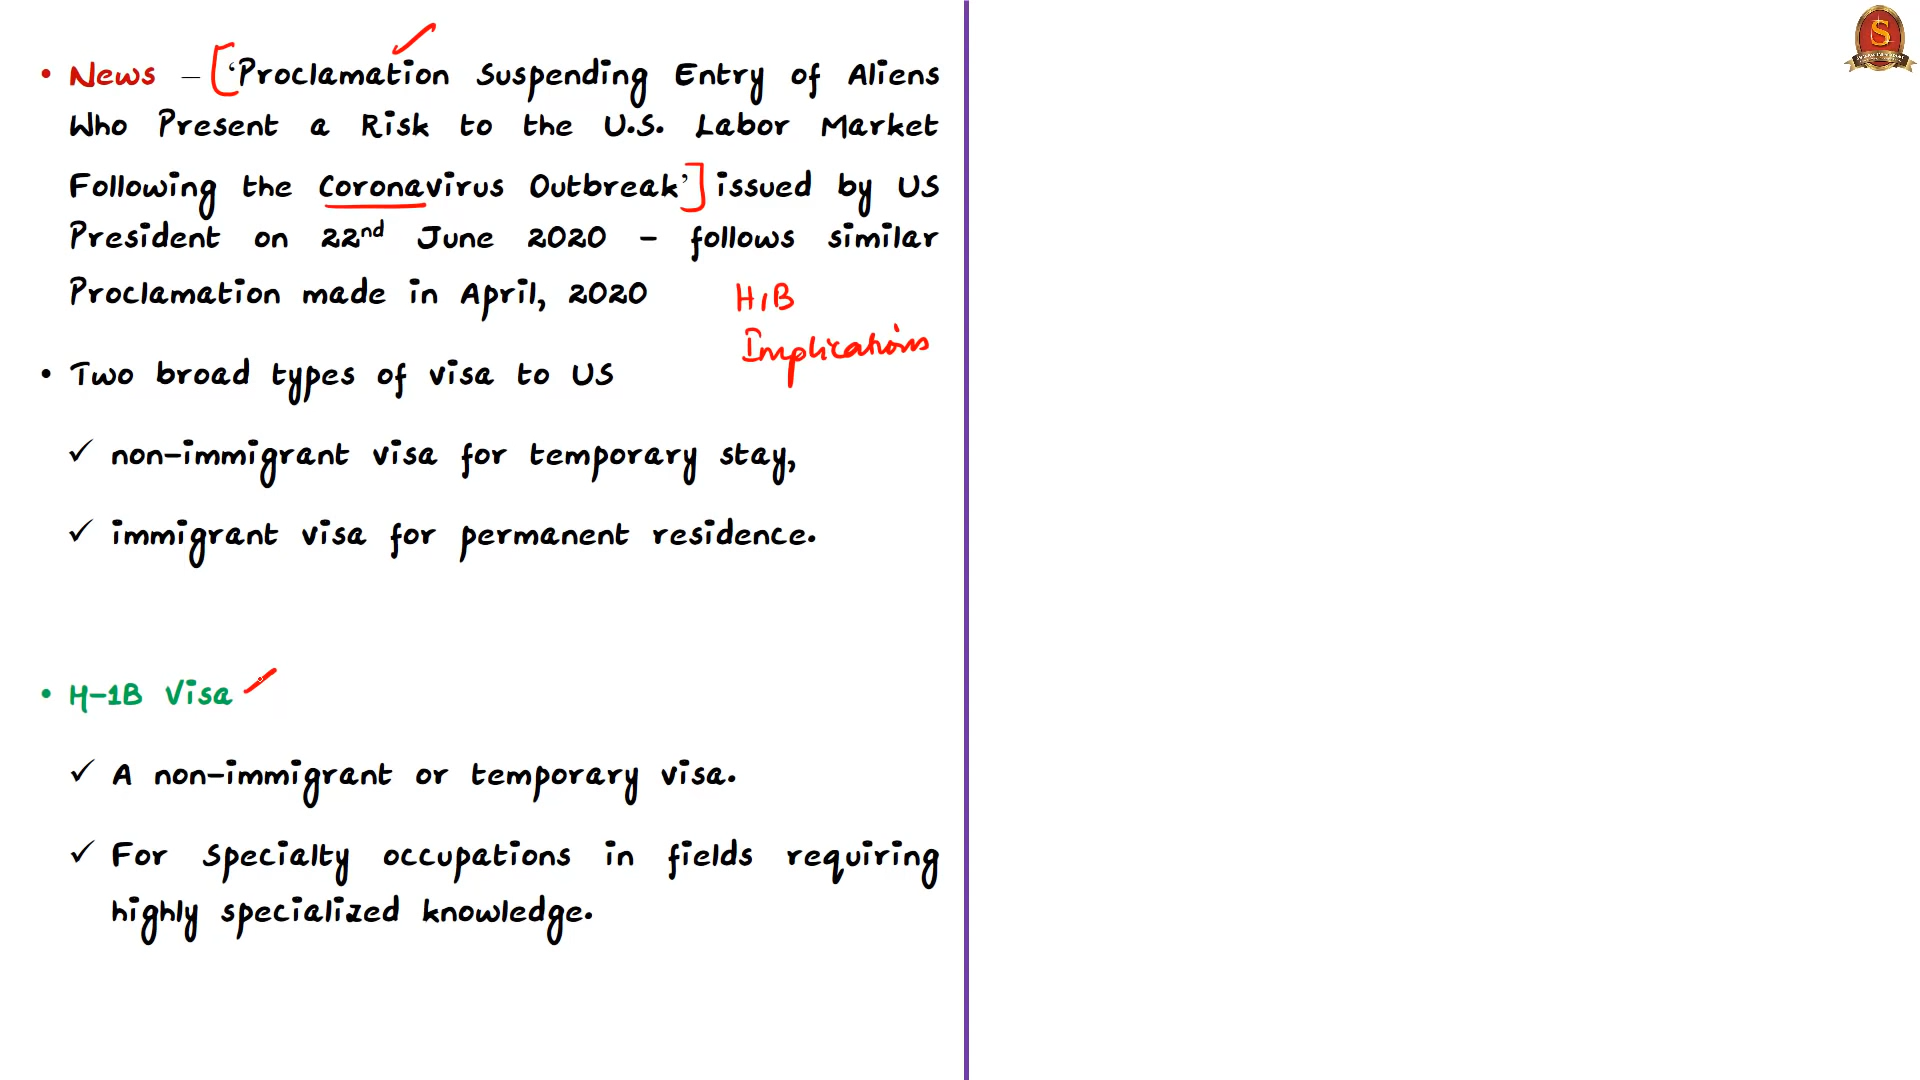 • News – ['Proclamation Suspending Entry of Aliens
Who Present a Risk to the U.S. Labor Market
Following the Coronavirus Outbreak'] issued by US
President on 22nd June 2020 – follows similar
Proclamation made in April, 2020
H1B
Implications
• Two broad types of visa to US
✓ non-immigrant visa for temporary stay,
✓ immigrant visa for permanent residence.
• H-1B Visa
✓ A non-immigrant or temporary visa.
✓ For Specialty occupations in fields requiring
highly specialized knowledge.
S